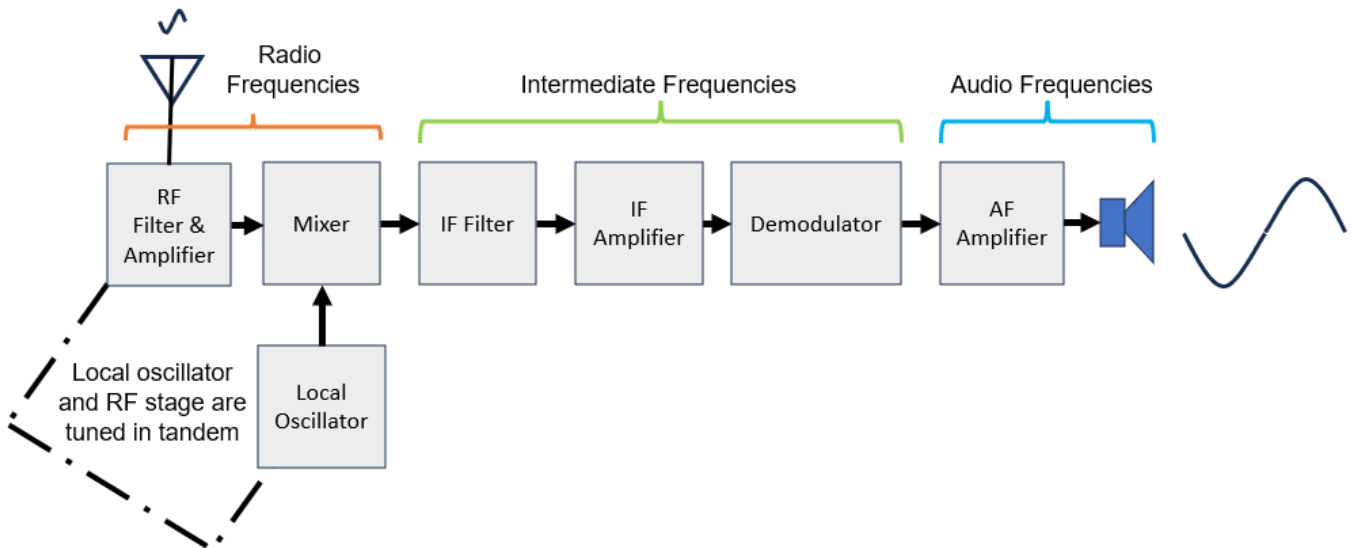 Radio
Frequencies
Intermediate Frequencies
Audio Frequencies
RF
Filter &
Amplifier
Mixer
IF Filter
IF
Amplifier
Demodulator
AF
Amplifier
Local oscillator
and RF stage are
tuned in tandem
Local
Oscillator